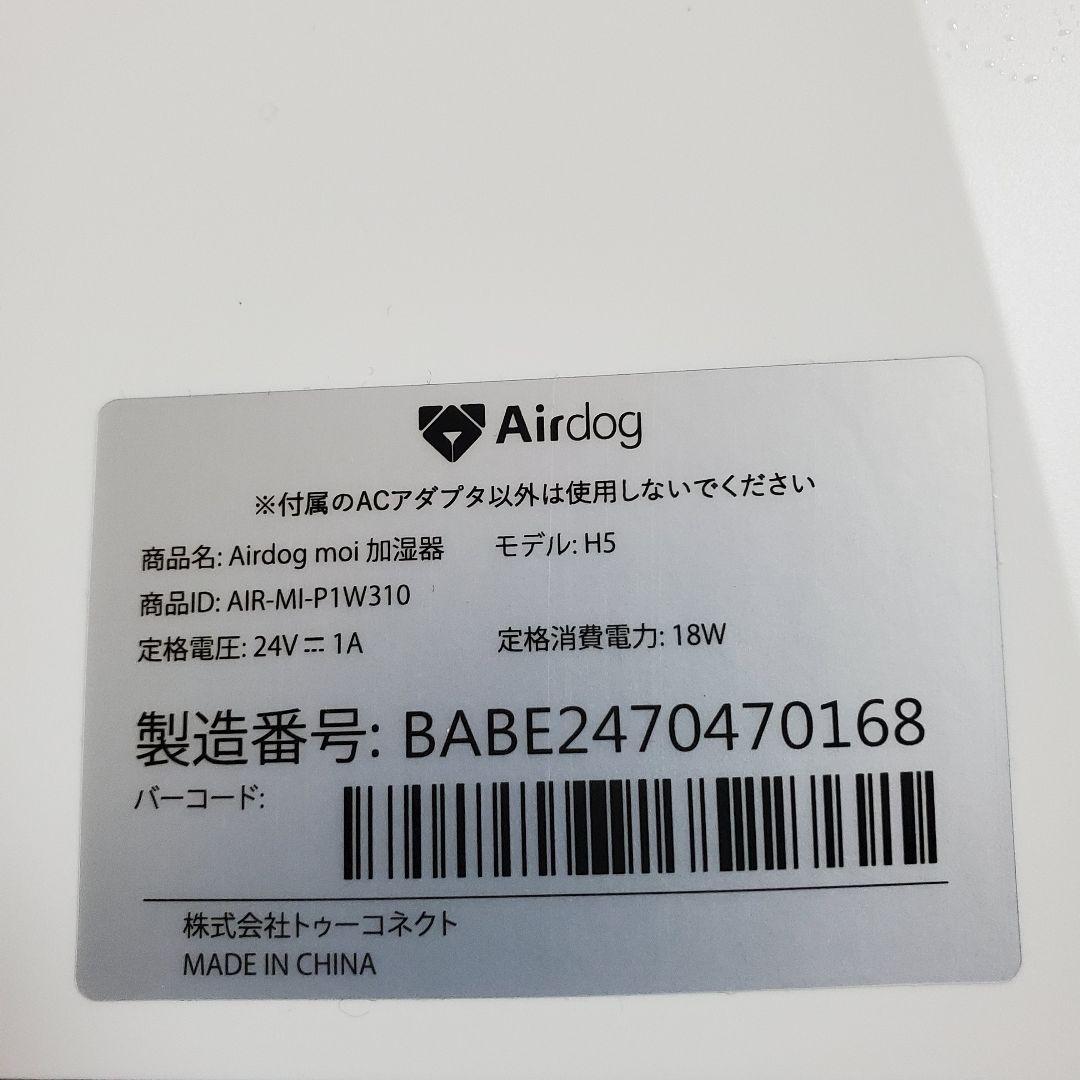 Airdog
※付属のACアダプタ以外は使用しないでください
商品名: Airdog moi 加湿器 モデル: H5
商品ID: AIR-MI-P1W310
定格電圧: 24V⎓1A 定格消費電力: 18W
製造番号: BABE2470470168
バーコード:
株式会社トゥーコネクト
MADE IN CHINA